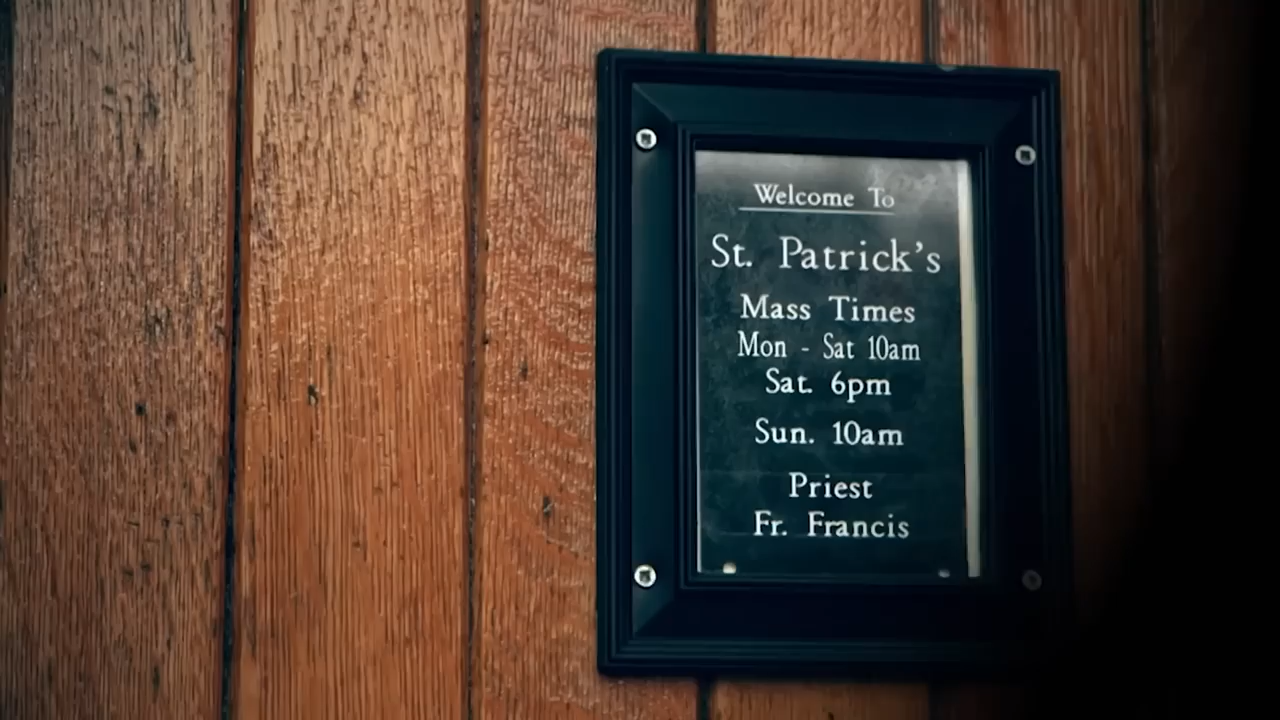 Welcome To
St. Patrick's
Mass Times
Mon - Sat 10am
Sat. 6pm
Sun. 10am
Priest
Fr. Francis